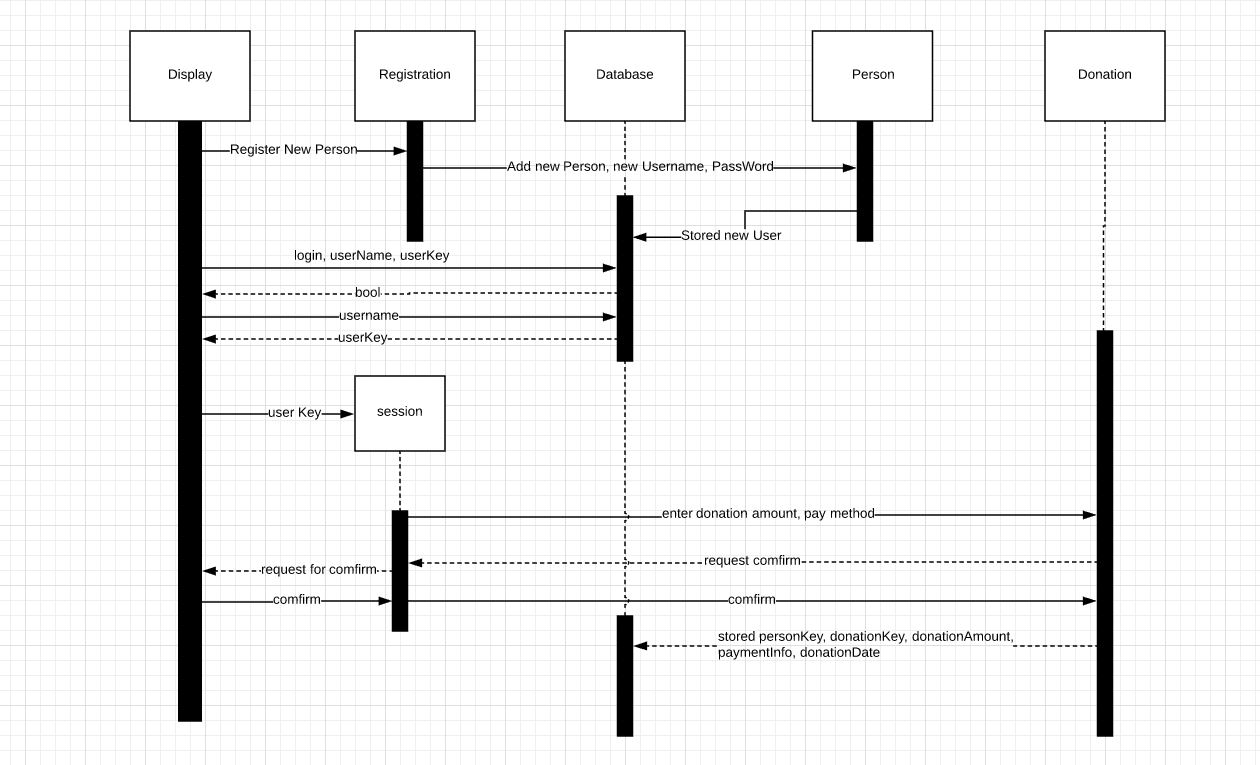 Display
Registration
Database
Person
Donation
Register New Person
Add new Person, new Username, PassWord
Stored new User
login, userName, userKey
bool
username
userKey
user Key
session
enter donation amount, pay method
request comfirm
request for comfirm
comfirm
comfirm
stored personKey, donationKey, donationAmount,
paymentInfo, donationDate